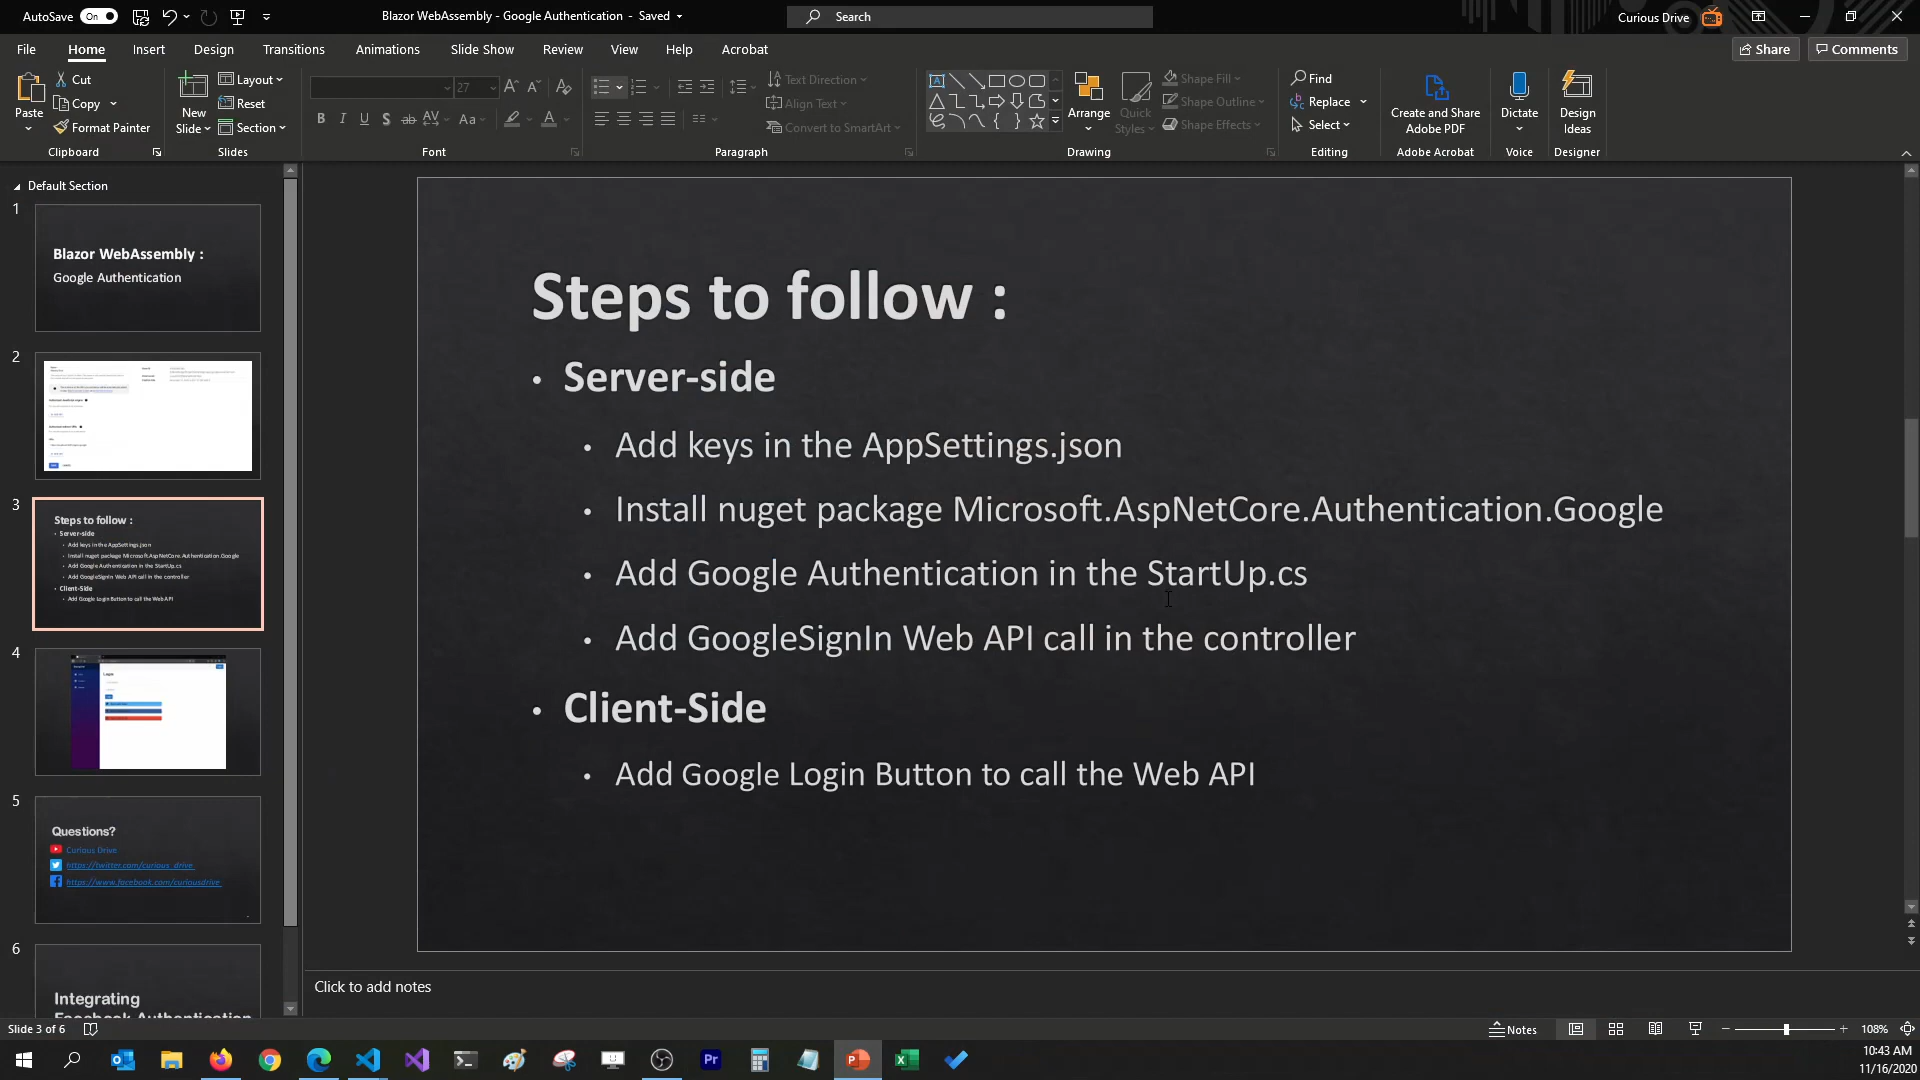 AutoSave On
Blazor WebAssembly - Google Authentication - Saved
Search
Curious Drive
File Home Insert Design Transitions Animations Slide Show Review View Help Acrobat
Share Comments
Paste
Cut
Copy
Format Painter
Clipboard
New
Slide
Layout
Reset
Section
Slides
27
Aa
B I U S ab AV Aa A
Font
Text Direction
Align Text
Convert to SmartArt
Paragraph
Arrange
Quick
Styles
Shape Fill
Shape Outline
Shape Effects
Drawing
Find
Replace
Select
Editing
Create and Share
Adobe PDF
Adobe Acrobat
Dictate
Voice
Design
Ideas
Designer
Default Section
1
Blazor WebAssembly :
Google Authentication
2
3
Steps to follow :
Server-side
Add keys in the AppSettings.json
Install nuget package Microsoft.AspNetCore.Authentication.Google
Add Google Authentication in the StartUp.cs
Add GoogleSignIn Web API call in the controller
Client-Side
Add Google Login Button to call the Web API
4
Login
5
Questions?
Curious Drive
https://twitter.com/curious_drive
https://www.facebook.com/curiousdrive
6
Integrating
Facebook Authentication
Steps to follow :
• Server-side
• Add keys in the AppSettings.json
• Install nuget package Microsoft.AspNetCore.Authentication.Google
• Add Google Authentication in the StartUp.cs
• Add GoogleSignIn Web API call in the controller
• Client-Side
• Add Google Login Button to call the Web API
Click to add notes
Slide 3 of 6
Notes
108%
Pr
10:43 AM
11/16/2020